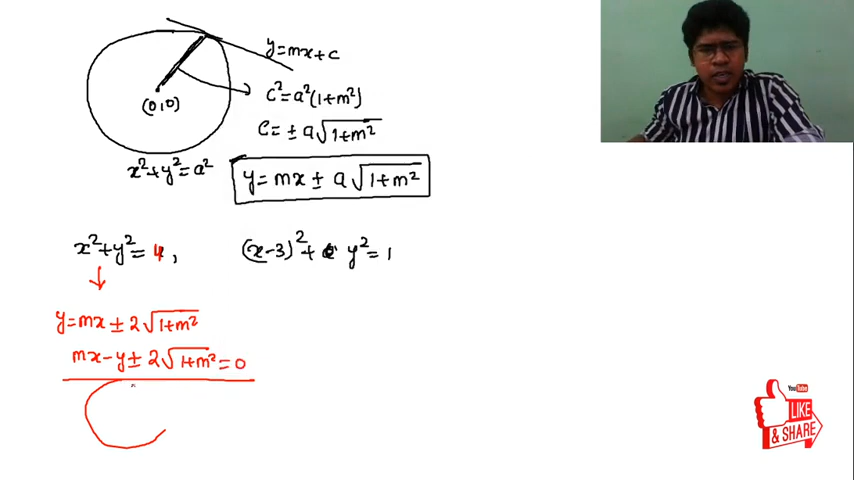 y=mx+c
(0,0)
c²=a²(1+m²)
c=±a√1+m²
x²+y²=a²
y=mx±a√1+m²
x²+y²=4,
(x-3)²+ y²=1
y=mx±2√1+m²
mx-y±2√1+m²=0
YouTube
LIKE
& SHARE